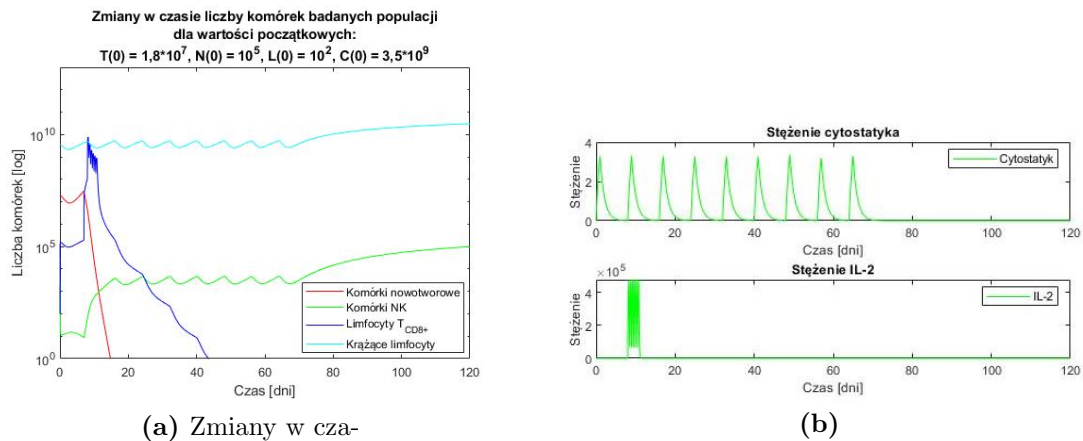 Zmiany w czasie liczby komórek badanych populacji
dla wartości początkowych:
T(0) = 1,8*10^7, N(0) = 10^5, L(0) = 10^2, C(0) = 3,5*10^9
Liczba komórek [log]
10^10
10^5
10^0
0 20 40 60 80 100 120
Czas [dni]
Komórki nowotworowe
Komórki NK
Limfocyty T_CD8+
Krążące limfocyty
(a) Zmiany w cza-
Stężenie cytostatyka
Stężenie
4
2
0
0 20 40 60 80 100 120
Czas [dni]
Cytostatyk
Stężenie IL-2
×10^5
Stężenie
4
2
0
0 20 40 60 80 100 120
Czas [dni]
IL-2
(b)